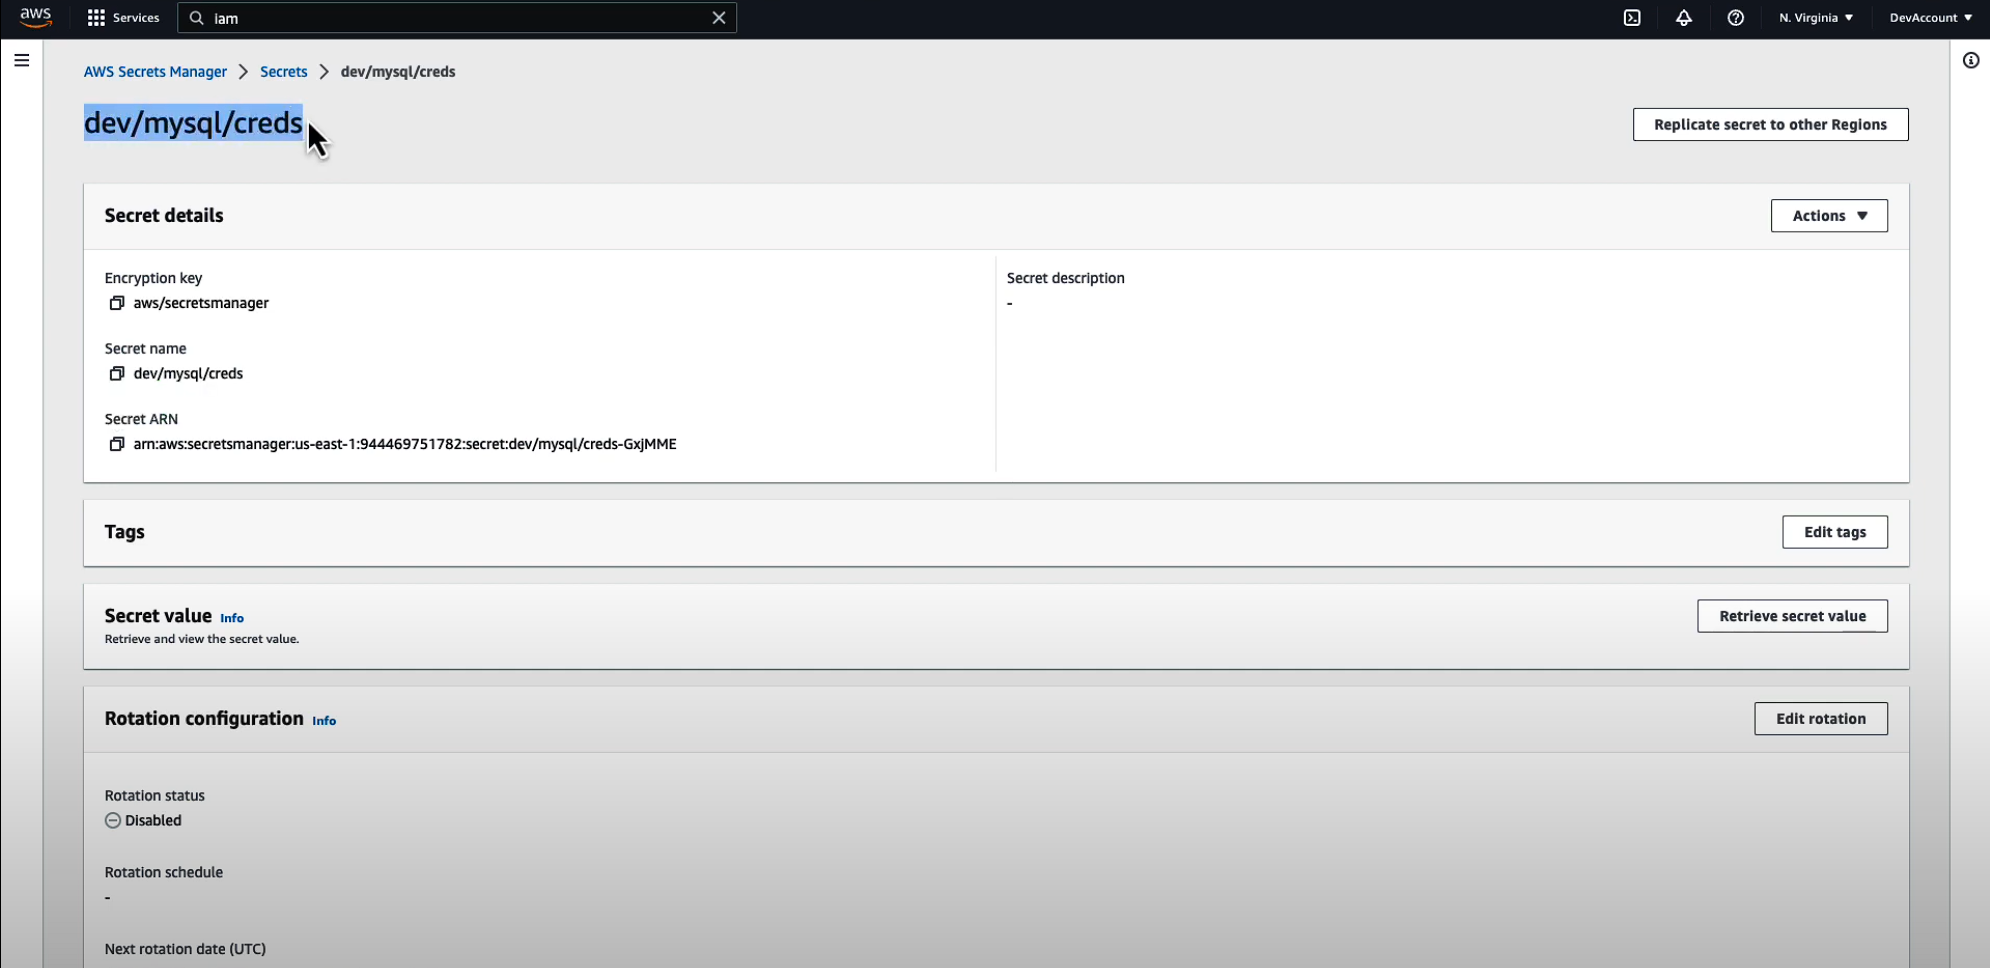 aws Services iam N. Virginia DevAccount
AWS Secrets Manager Secrets dev/mysql/creds
dev/mysql/creds
Replicate secret to other Regions
Secret details
Actions
Encryption key
aws/secretsmanager
Secret description
-
Secret name
dev/mysql/creds
Secret ARN
arn:aws:secretsmanager:us-east-1:944469751782:secret:dev/mysql/creds-GxjMME
Tags
Edit tags
Secret value Info
Retrieve and view the secret value.
Retrieve secret value
Rotation configuration Info
Edit rotation
Rotation status
Disabled
Rotation schedule
-
Next rotation date (UTC)